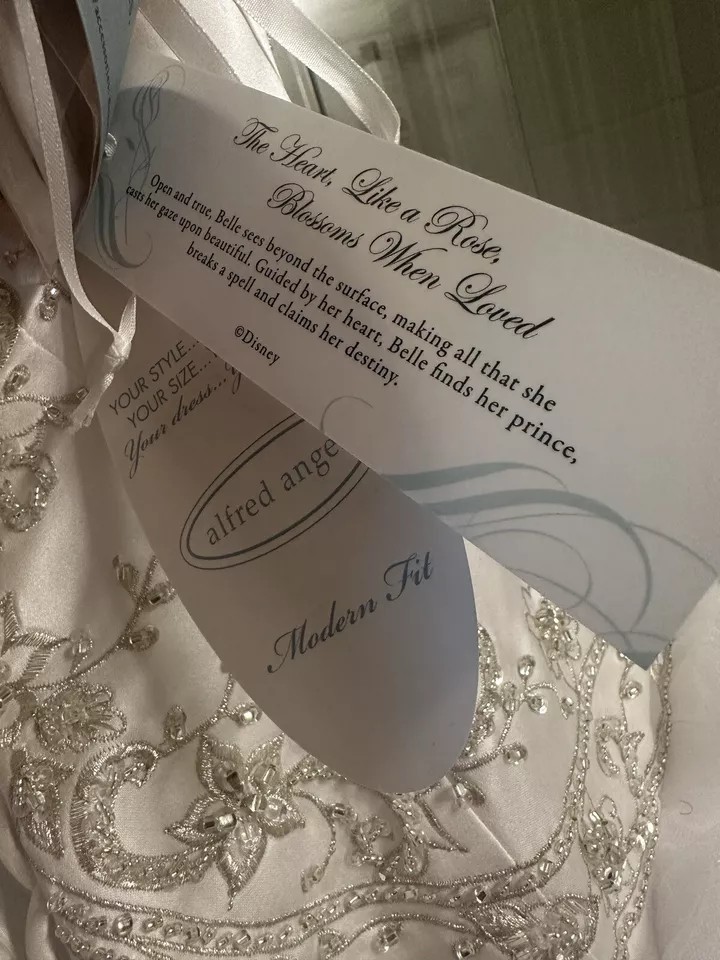 The Heart, Like a Rose,
Blossoms When Loved
Open and true, Belle sees beyond the surface, making all that she
casts her gaze upon beautiful. Guided by her heart, Belle finds her prince,
breaks a spell and claims her destiny.
©Disney
YOUR STYLE...
YOUR SIZE...
Your dress...
alfred ange
Modern Fit